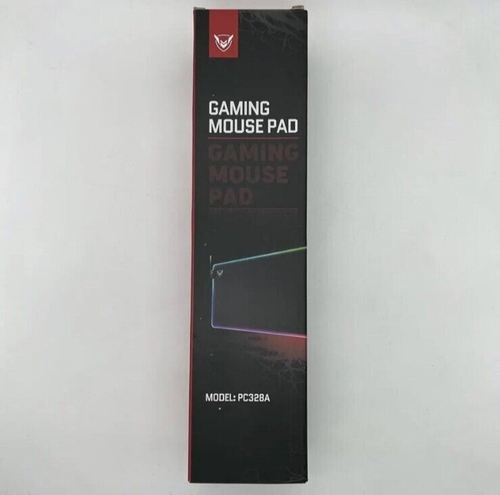 GAMING
MOUSE PAD
GAMING
MOUSE
PAD
MODEL: PC328A